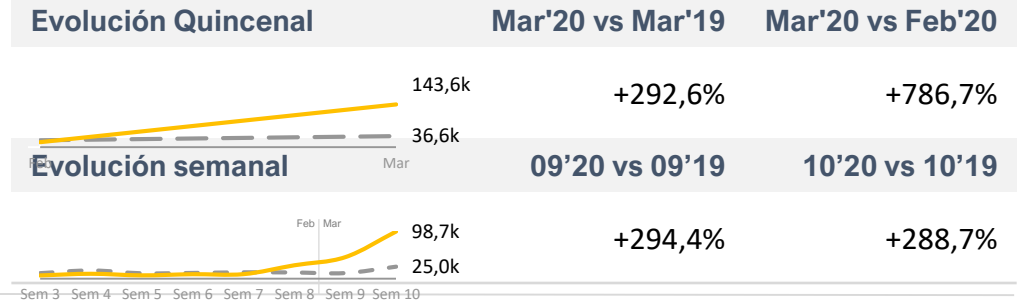 Evolución Quincenal Mar'20 vs Mar'19 Mar'20 vs Feb'20
143,6k
+292,6% +786,7%
36,6k
Feb Mar
Evolución semanal 09’20 vs 09’19 10’20 vs 10’19
Feb Mar
98,7k
+294,4% +288,7%
25,0k
Sem 3 Sem 4 Sem 5 Sem 6 Sem 7 Sem 8 Sem 9 Sem 10